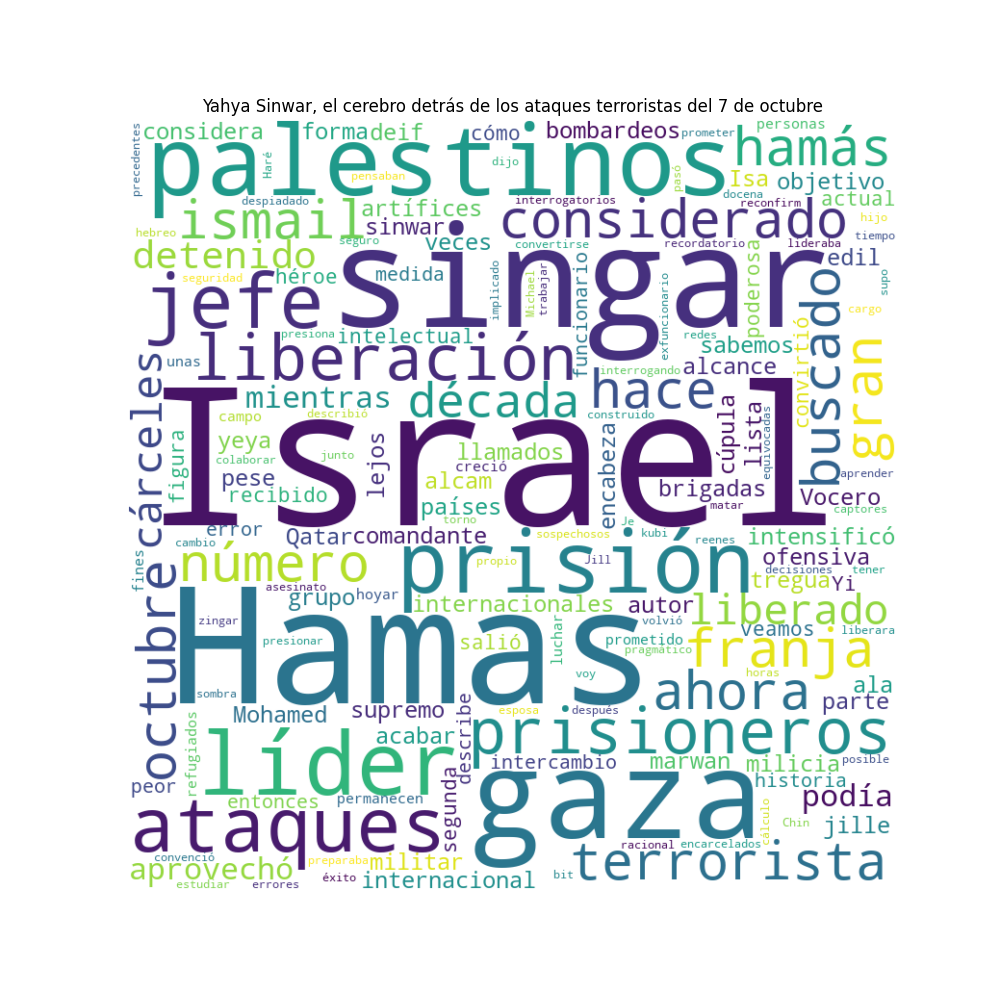 Yahya Sinwar, el cerebro detrás de los ataques terroristas del 7 de octubre
precedentes
considera
Haré
forma
deif
pensaban
cómo
dijo
bombardeos
prometer
pasó
personas
hamás
palestinos
despiadado
interrogatorios
docena
Isa
reconfirm
objetivo
actual
hebreo
ismail
artífices
sinwar
seguro
considerado
hijo
detenido
veces
convertirse
recordatorio
lideraba
tiempo
edil
seguridad
héroe
medida
singar
implicado
Michael
trabajar
funcionario
exfuncionario
poderosa
supo
jefe
presiona
intelectual
redes
sabemos
convirtió
cargo
buscado
gran
unas
liberación
interrogando
alcance
cárceles
mientras
década
hace
cúpula
lista
equivocadas
campo
describió
construido
figura
yeya
colaborar
junto
lejos
llamados
creció
encabeza
aprender
pese
recibido
Israel
alcam
países
brigadas
matar
Vocero
captores
error
Qatar
comandante
torno
Je
sospechosos
kubi
reenes
intensificó
cambio
fines
número
prisión
propio
Jill
decisiones
tener
ofensiva
asesinato
tregua
Yi
octubre
grupo
hoyar
internacionales
autor
liberado
zingar
Hamas
salió
luchar
volvió
prometido
pragmático
veamos
liberara
presionar
franja
voy
horas
sombra
ahora
ala
Mohamed
supremo
esposa
después
parte
refugiados
acabar
describe
prisioneros
líder
segunda
intercambio
marwan
milicia
posible
peor
historia
entonces
permanecen
gaza
podía
ataques
cálculo
Chin
jille
racional
encarcelados
convenció
aprovechó
preparaba
militar
terrorista
estudiar
errores
éxito
internacional
bit